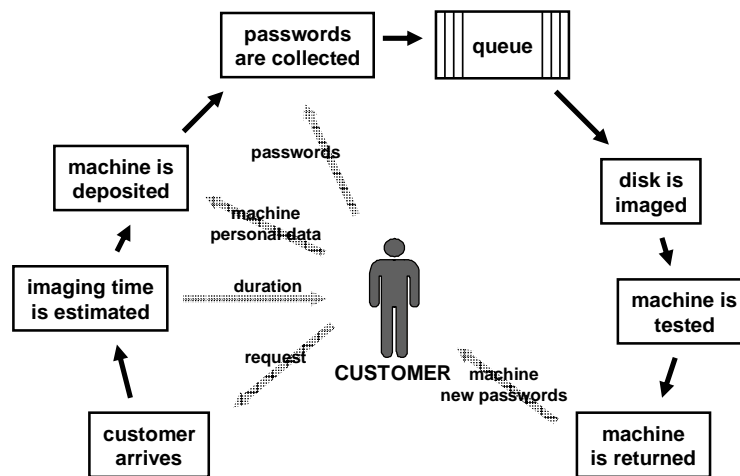 passwords
are collected
queue
passwords
machine is
deposited
disk is
imaged
machine
personal data
imaging time
is estimated
duration
machine is
tested
request
CUSTOMER
machine
new passwords
customer
arrives
machine
is returned